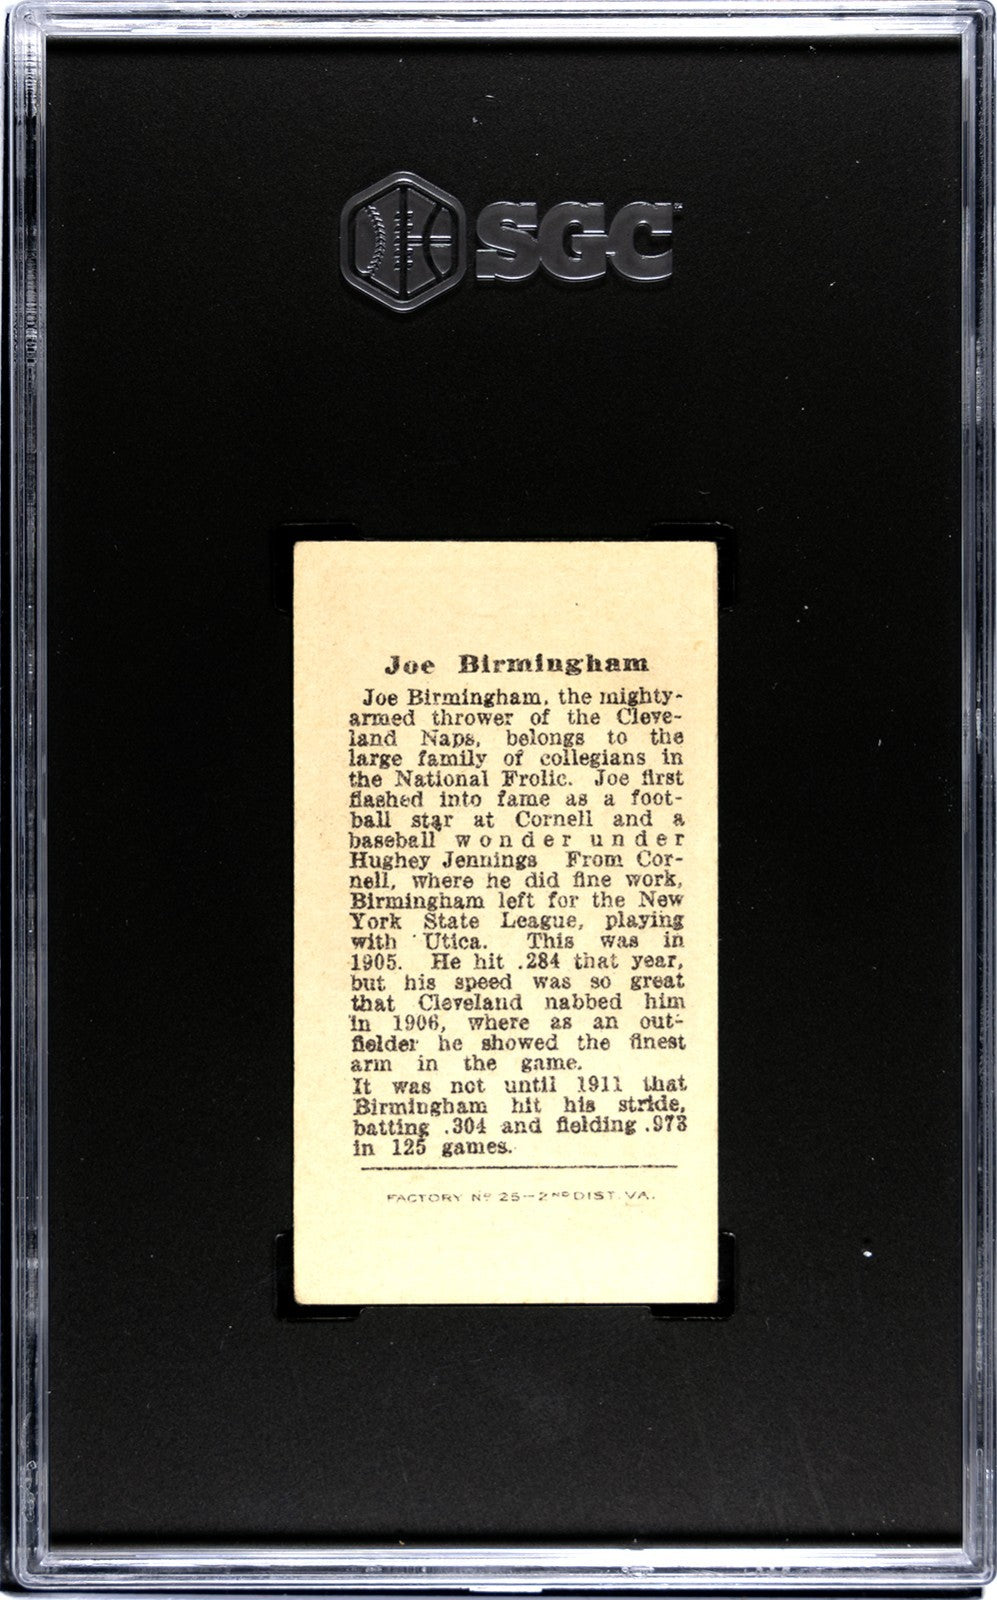 SGC
Joe Birmingham
Joe Birmingham, the mighty-
armed thrower of the Cleve-
land Naps, belongs to the
large family of collegians in
the National Frolic. Joe first
flashed into fame as a foot-
ball star at Cornell and a
baseball wonder under
Hughey Jennings From Cor-
nell, where he did fine work,
Birmingham left for the New
York State League, playing
with Utica. This was in
1905. He hit .284 that year,
but his speed was so great
that Cleveland nabbed him
in 1906, where as an out-
fielder he showed the finest
arm in the game.
It was not until 1911 that
Birmingham hit his stride,
batting .304 and fielding .973
in 125 games.
FACTORY Nº 25-2ND DIST. VA.